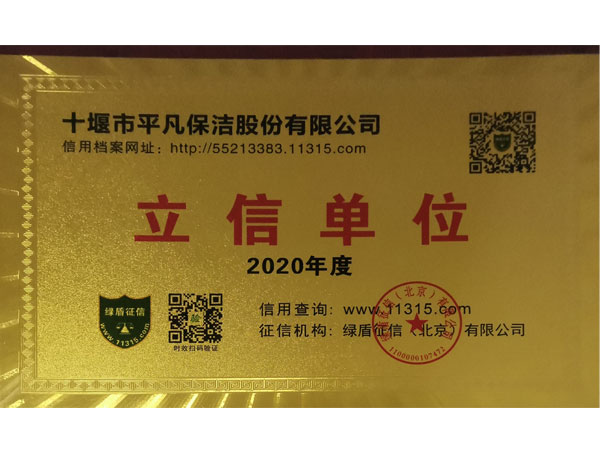 十堰市平凡保洁股份有限公司
信用档案网址：http://55213383.11315.com
立信单位
2020年度
绿盾征信
www.11315.com
时效扫码验证
信用查询：www.11315.com
征信机构：绿盾征信（北京）有限公司
1100000107472